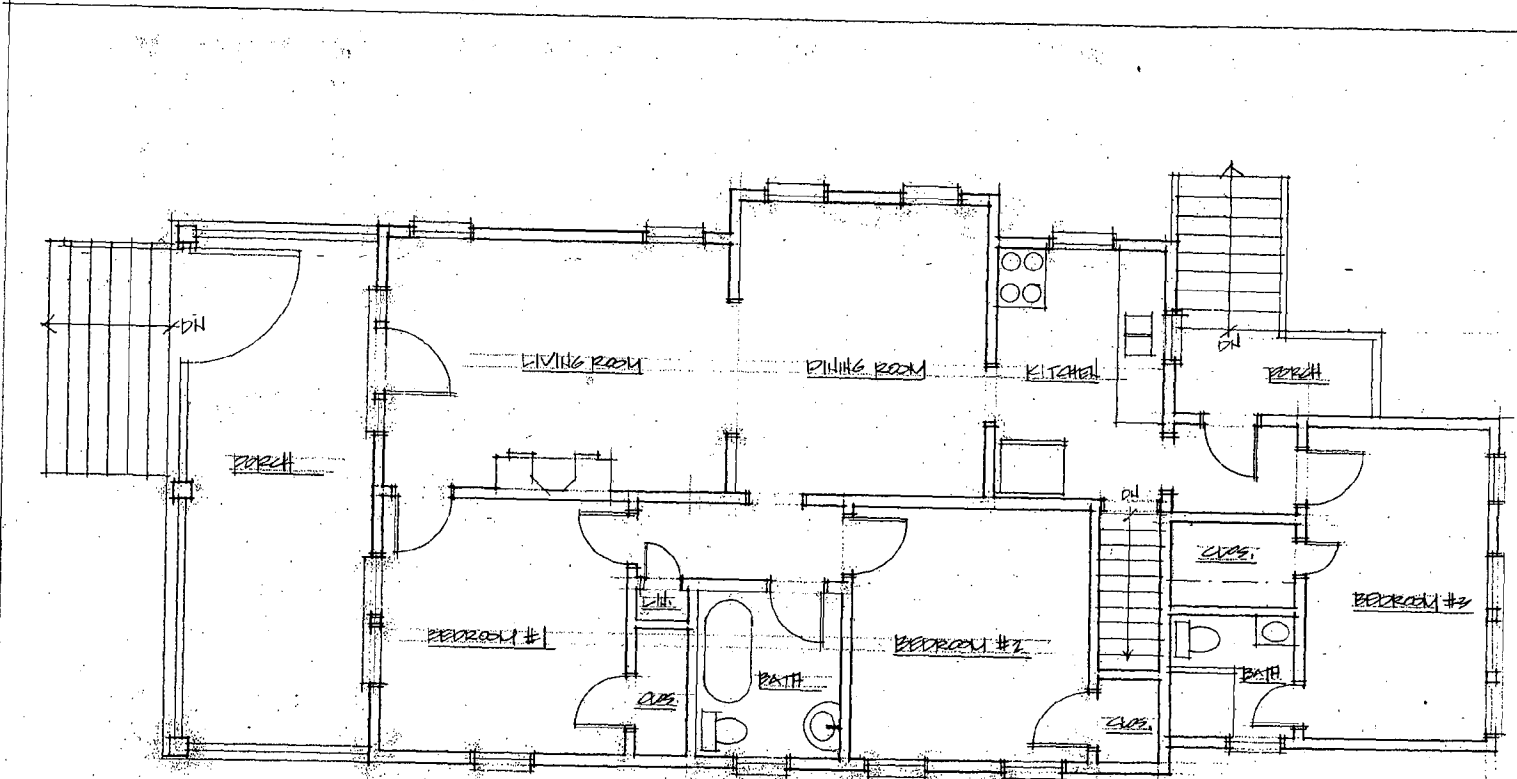 DN
LIVING ROOM
DINING ROOM
KITCHEN
DN
PORCH
PORCH
DN
CLOS.
LIN.
BEDROOM #1
BEDROOM #2
BEDROOM #3
CLOS.
BATH
CLOS.
BATH